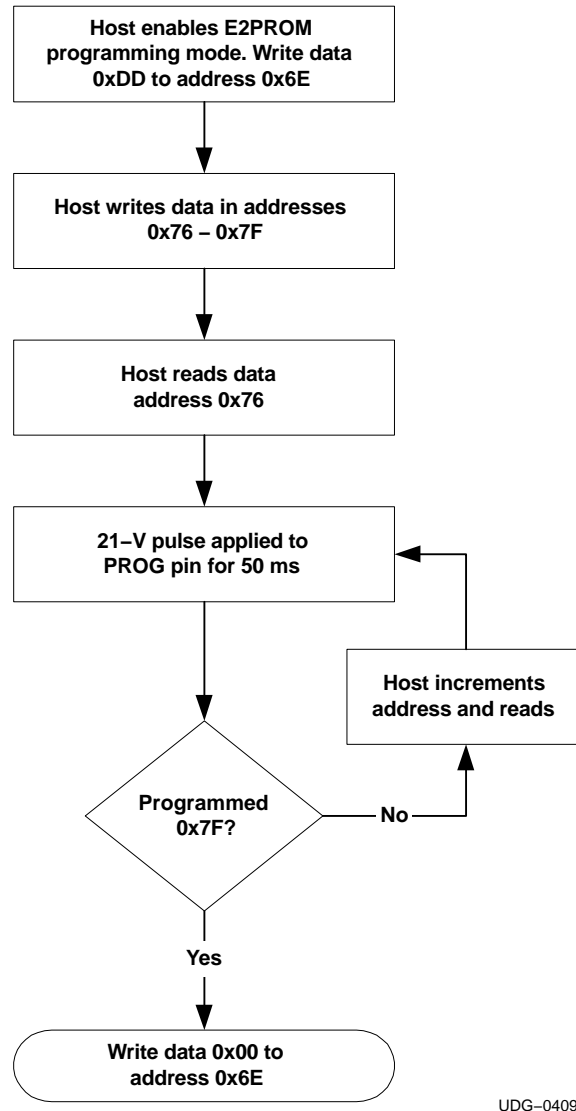 Host enables E2PROM
programming mode. Write data
0xDD to address 0x6E
Host writes data in addresses
0x76 − 0x7F
Host reads data
address 0x76
21−V pulse applied to
PROG pin for 50 ms
Host increments
address and reads
Programmed
0x7F?
No
Yes
Write data 0x00 to
address 0x6E
UDG−0409